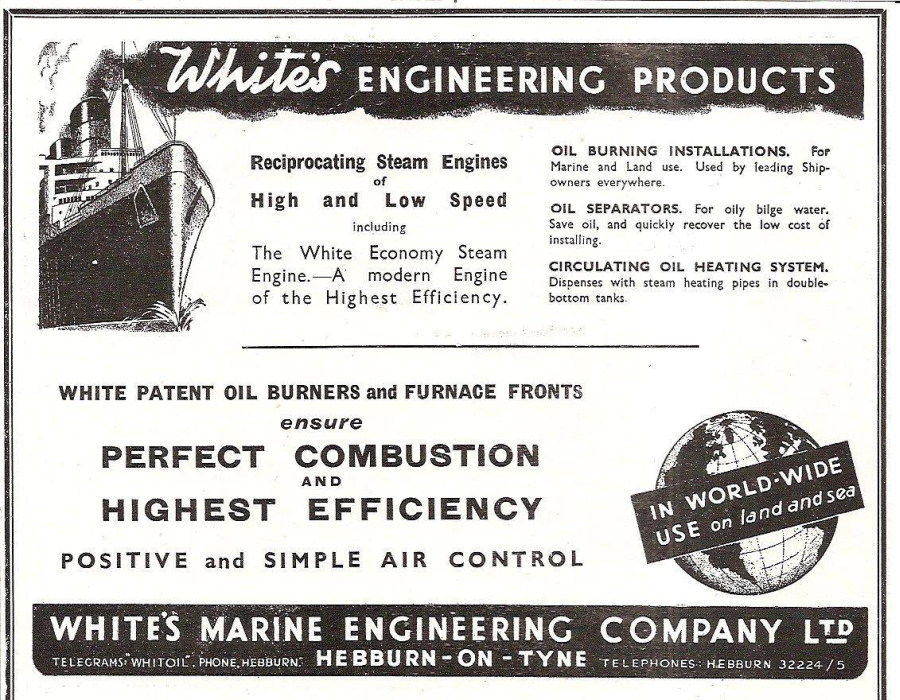 White's ENGINEERING PRODUCTS
Reciprocating Steam Engines
of
High and Low Speed
including
The White Economy Steam
Engine.—A modern Engine
of the Highest Efficiency.
OIL BURNING INSTALLATIONS. For
Marine and Land use. Used by leading Ship-
owners everywhere.
OIL SEPARATORS. For oily bilge water.
Save oil, and quickly recover the low cost of
installing.
CIRCULATING OIL HEATING SYSTEM.
Dispenses with steam heating pipes in double-
bottom tanks.
WHITE PATENT OIL BURNERS and FURNACE FRONTS
ensure
PERFECT COMBUSTION
AND
HIGHEST EFFICIENCY
POSITIVE and SIMPLE AIR CONTROL
IN WORLD-WIDE
USE on land and sea
WHITE'S MARINE ENGINEERING COMPANY LTD
TELEGRAMS: "WHITOIL". PHONE, HEBBURN. HEBBURN-ON-TYNE TELEPHONES: HEBBURN 32224/5